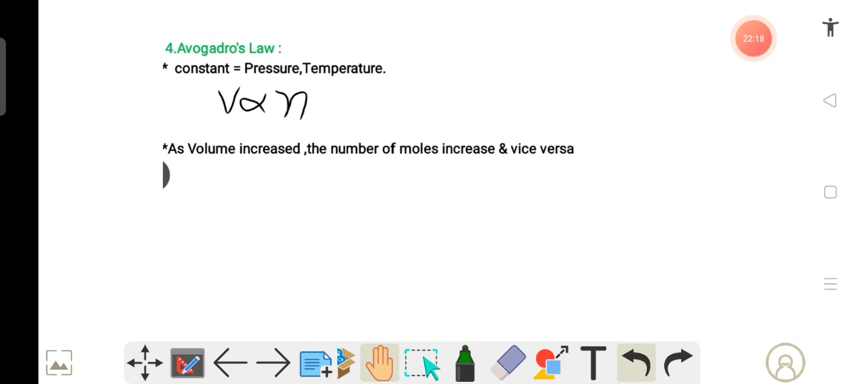 22:18
4.Avogadro's Law :
* constant = Pressure,Temperature.
V∝n
*As Volume increased ,the number of moles increase & vice versa
T